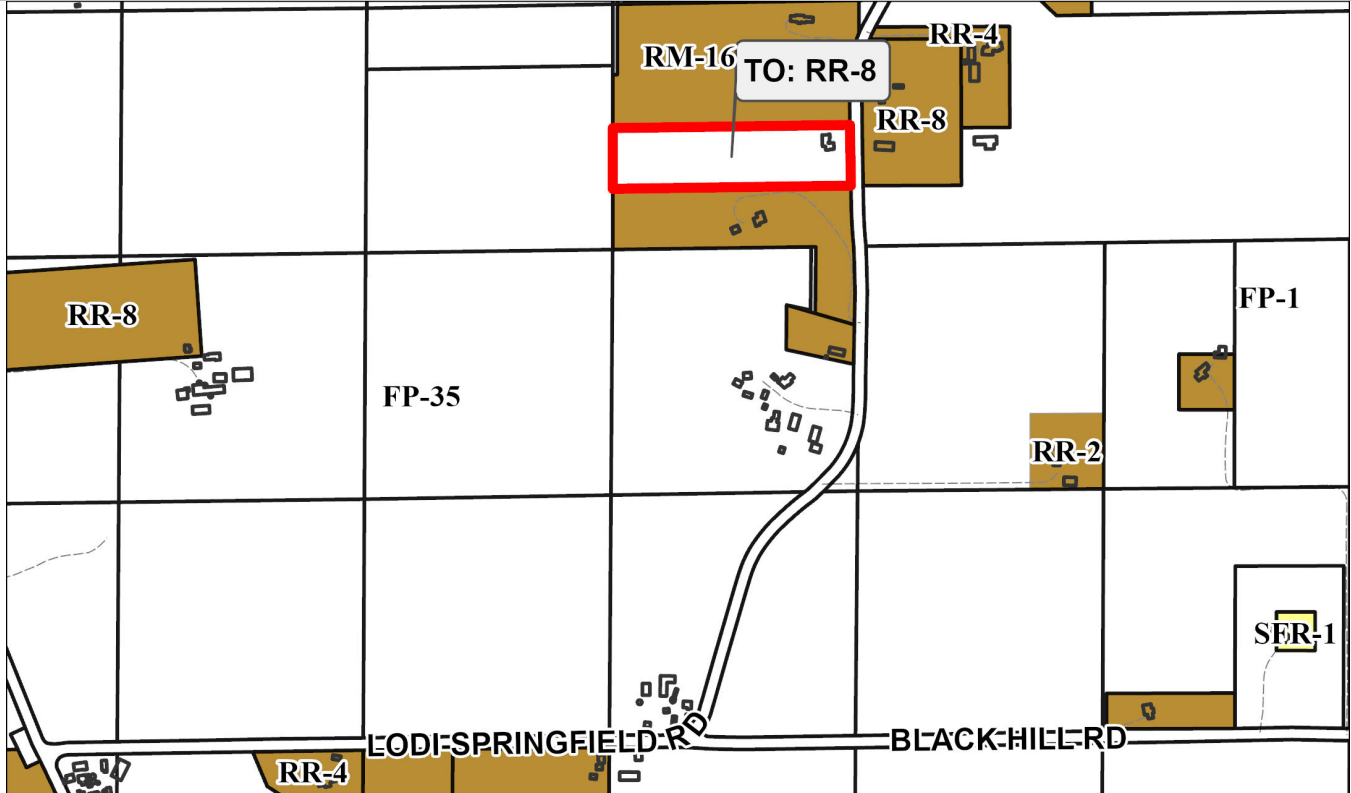 RR-4
RM-16
TO: RR-8
RR-8
RR-8
FP-1
FP-35
RR-2
SFR-1
LODI-SPRINGFIELD RD
BLACK HILL RD
RR-4